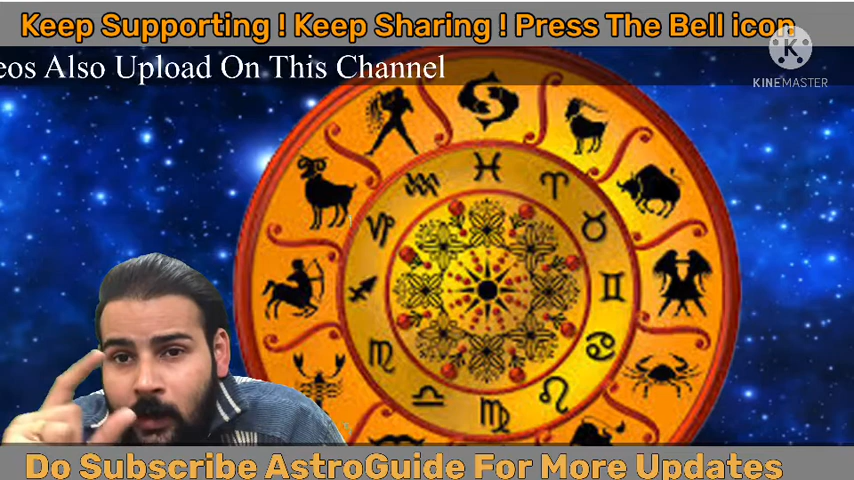 Keep Supporting ! Keep Sharing ! Press The Bell icon
eos Also Upload On This Channel
K
KINEMASTER
Do Subscribe AstroGuide For More Updates